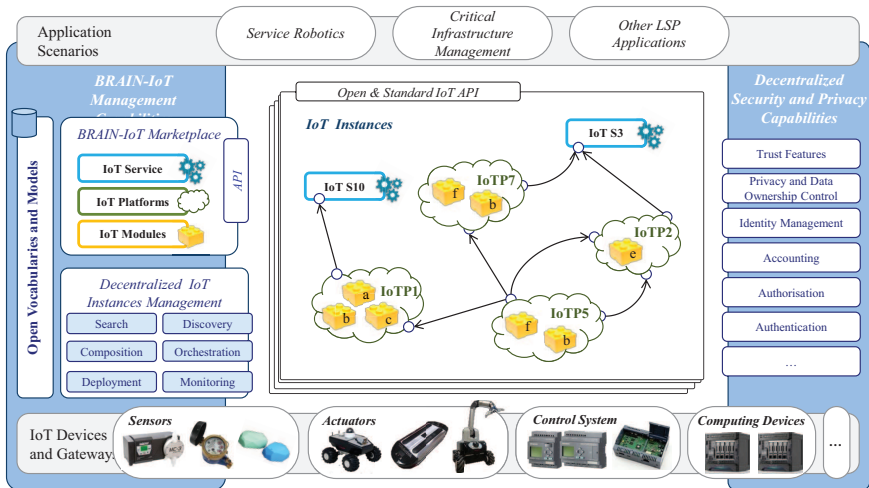 Application
Scenarios
Service Robotics
Critical
Infrastructure
Management
Other LSP
Applications
BRAIN-IoT
Management
Open Vocabularies and Models
BRAIN-IoT Marketplace
IoT Service
IoT Platforms
IoT Modules
API
Decentralized IoT
Instances Management
Search
Discovery
Composition
Orchestration
Deployment
Monitoring
Open & Standard IoT API
IoT Instances
IoT S3
IoT S10
IoTP7
f
b
IoTP2
e
IoTP1
a
b
c
IoTP5
f
b
Decentralized
Security and Privacy
Capabilities
Trust Features
Privacy and Data
Ownership Control
Identity Management
Accounting
Authorisation
Authentication
...
IoT Devices
and Gateway
Sensors
Actuators
Control System
Computing Devices
...